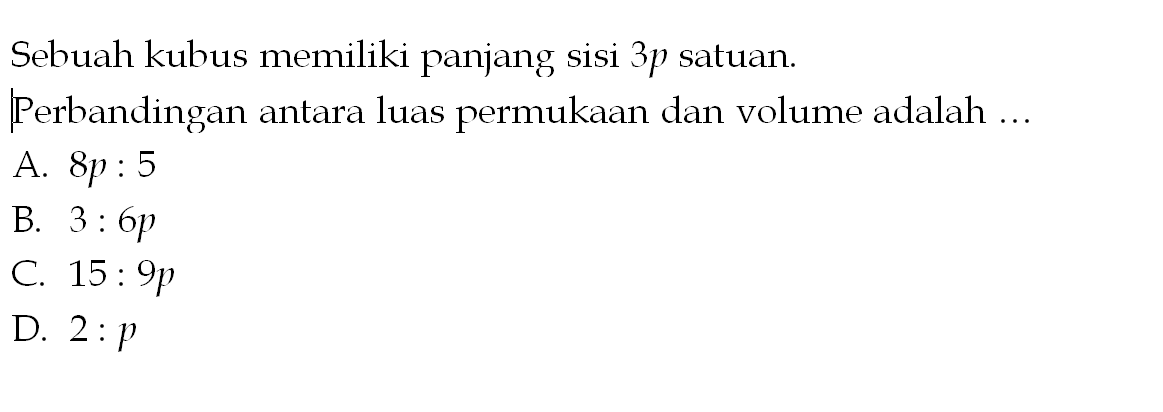 Sebuah kubus memiliki panjang sisi 3p satuan.
Perbandingan antara luas permukaan dan volume adalah ...
A. 8p : 5
B. 3 : 6p
C. 15 : 9p
D. 2 : p